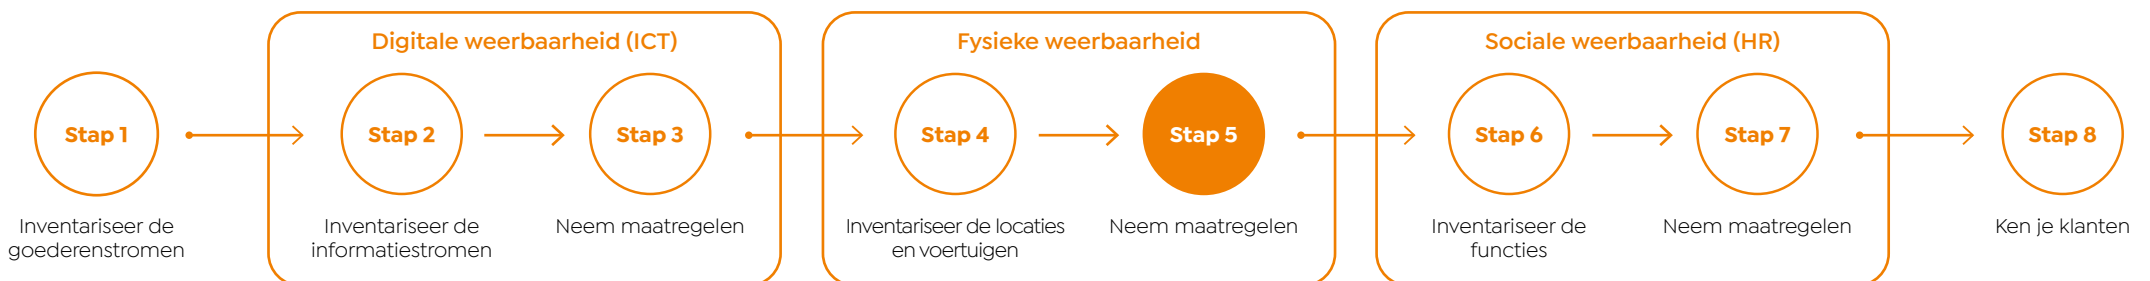 Digitale weerbaarheid (ICT)
Fysieke weerbaarheid
Sociale weerbaarheid (HR)
Stap 1
Stap 2
Stap 3
Stap 4
Stap 5
Stap 6
Stap 7
Stap 8
Inventariseer de
goederenstromen
Inventariseer de
informatiestromen
Neem maatregelen
Inventariseer de locaties
en voertuigen
Neem maatregelen
Inventariseer de
functies
Neem maatregelen
Ken je klanten